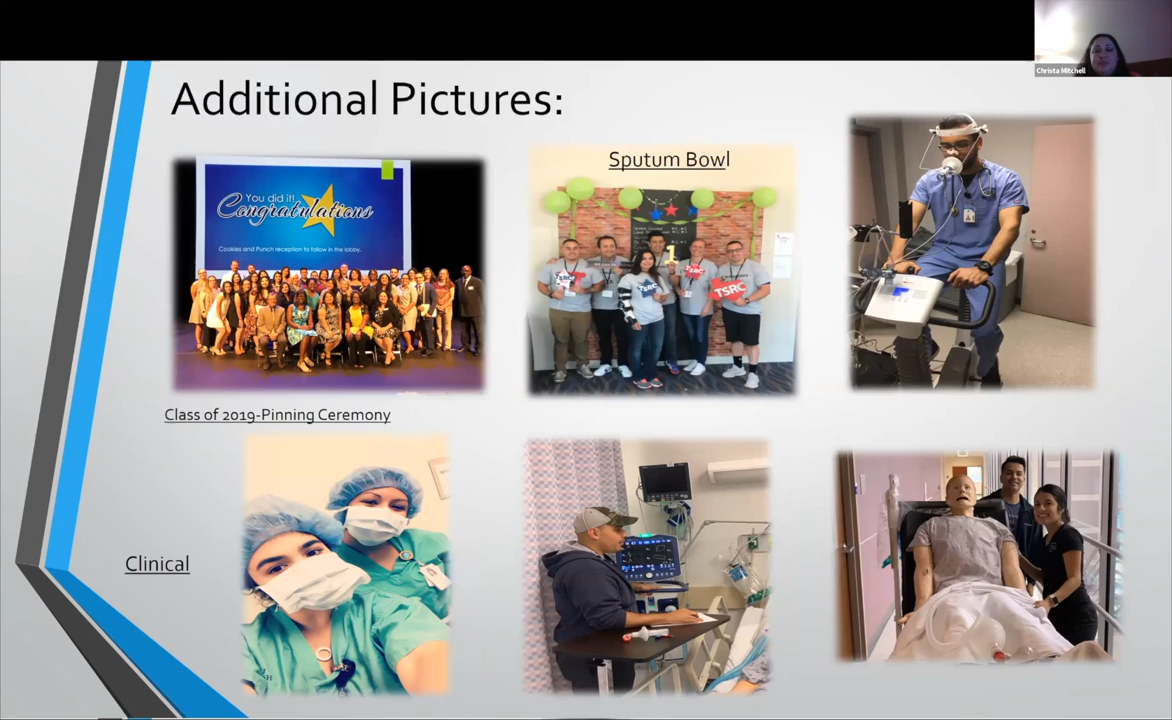 Christa Mitchell
Additional Pictures:
You did it!
Congratulations
Cookies and Punch reception to follow in the lobby.
Sputum Bowl
1
TSRC
TSRC
TSRC
TSRC
Class of 2019-Pinning Ceremony
Clinical